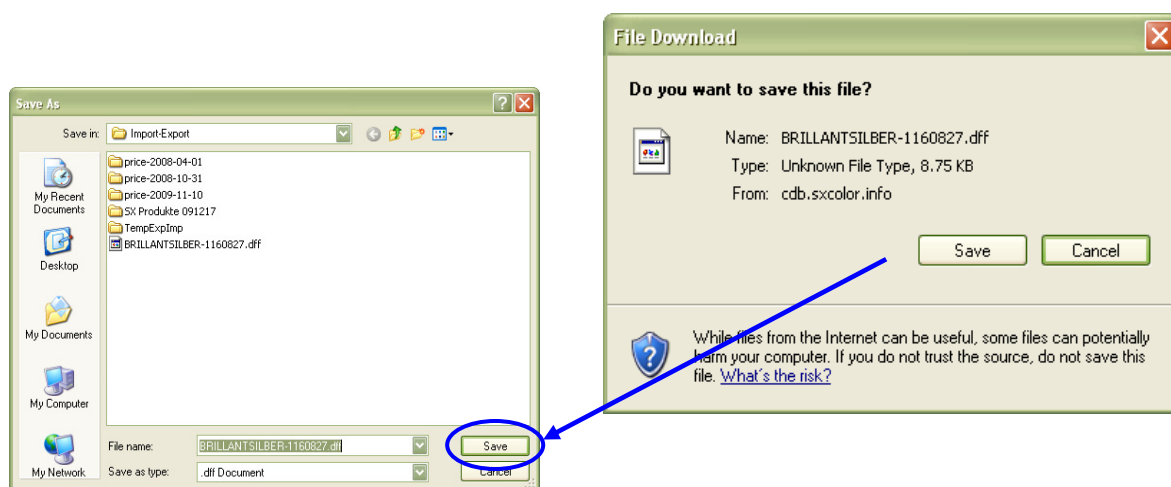 File Download
Do you want to save this file?
Name: BRILLANTSILBER-1160827.dff
Type: Unknown File Type, 8.75 KB
From: cdb.sxcolor.info
Save Cancel
While files from the Internet can be useful, some files can potentially
harm your computer. If you do not trust the source, do not save this
file. What's the risk?
Save As
Save in: Import-Export
price-2008-04-01
price-2008-10-31
price-2009-11-10
SX Produkte 091217
TempExpImp
BRILLANTSILBER-1160827.dff
My Recent
Documents
Desktop
My Documents
My Computer
My Network
File name: BRILLANTSILBER-1160827.dff Save
Save as type: .dff Document Cancel